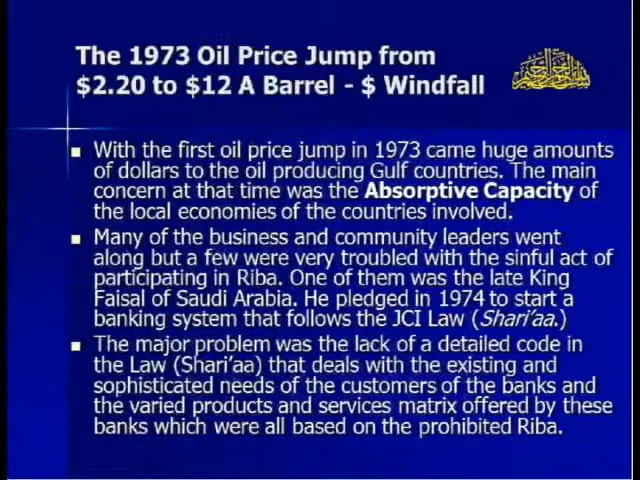 The 1973 Oil Price Jump from
$2.20 to $12 A Barrel - $ Windfall
With the first oil price jump in 1973 came huge amounts
of dollars to the oil producing Gulf countries. The main
concern at that time was the Absorptive Capacity of
the local economies of the countries involved.
Many of the business and community leaders went
along but a few were very troubled with the sinful act of
participating in Riba. One of them was the late King
Faisal of Saudi Arabia. He pledged in 1974 to start a
banking system that follows the JCI Law (Shari'aa.)
The major problem was the lack of a detailed code in
the Law (Shari'aa) that deals with the existing and
sophisticated needs of the customers of the banks and
the varied products and services matrix offered by these
banks which were all based on the prohibited Riba.